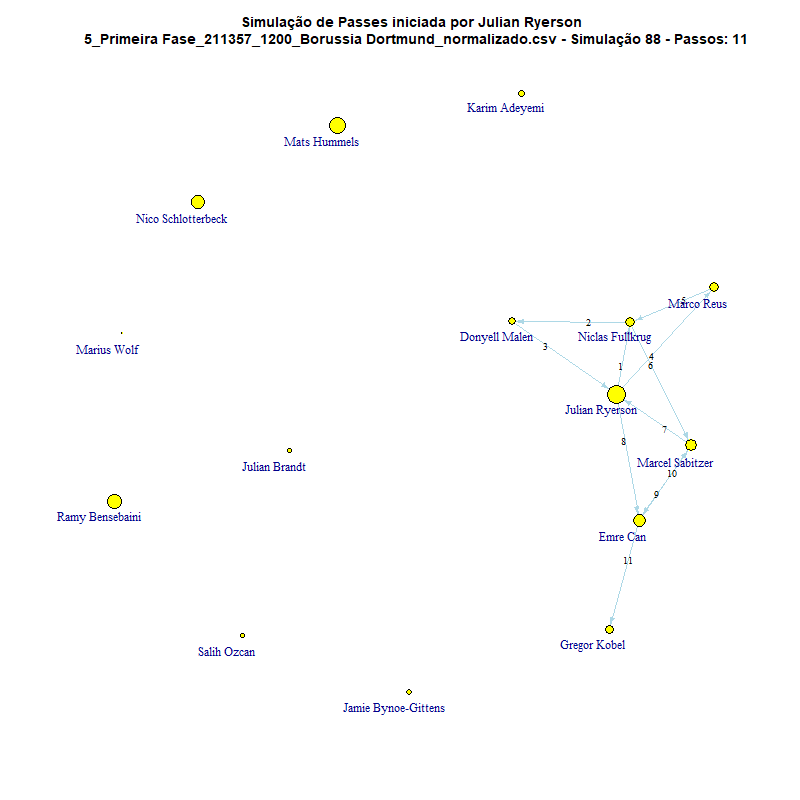 Simulação de Passes iniciada por Julian Ryerson
5_Primeira Fase_211357_1200_Borussia Dortmund_normalizado.csv - Simulação 88 - Passos: 11
Karim Adeyemi
Mats Hummels
Nico Schlotterbeck
Marco Reus
2
Donyell Malen
Niclas Fullkrug
Marius Wolf
3
4
6
1
Julian Ryerson
7
8
Julian Brandt
Marcel Sabitzer
10
9
Ramy Bensebaini
Emre Can
11
Gregor Kobel
Salih Ozcan
Jamie Bynoe-Gittens